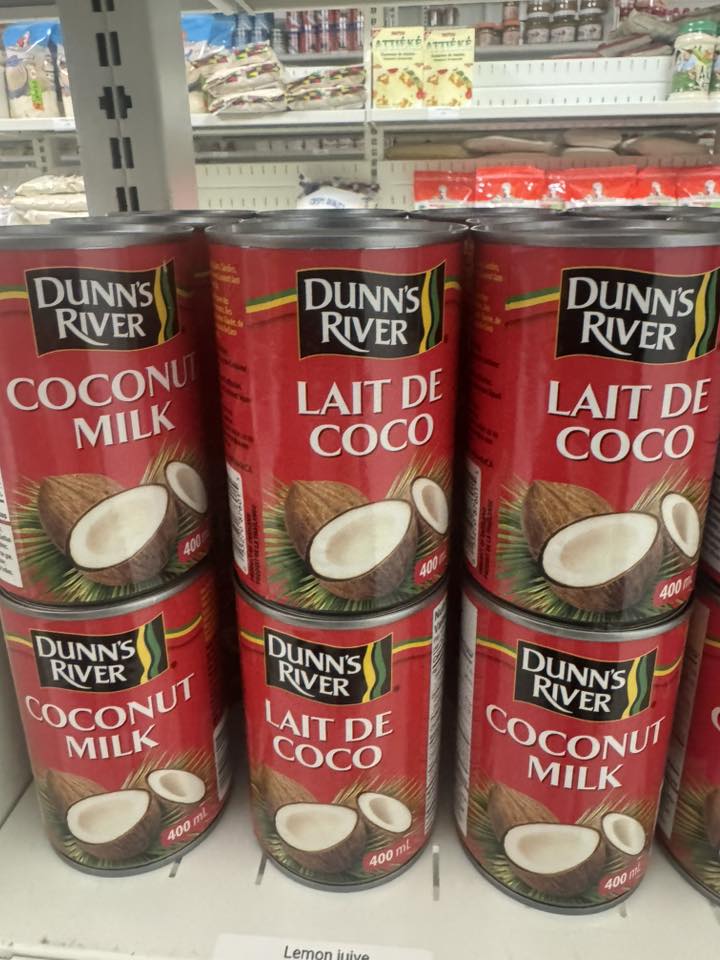 ATTIÉKÉ
ATTIÉKÉ
DUNN'S
RIVER
COCONUT
MILK
400
DUNN'S
RIVER
LAIT DE
COCO
400 mL
DUNN'S
RIVER
LAIT DE
COCO
400 mL
DUNN'S
RIVER
COCONUT
MILK
400 mL
DUNN'S
RIVER
LAIT DE
COCO
400 mL
DUNN'S
RIVER
COCONUT
MILK
400 mL
Lemon juive